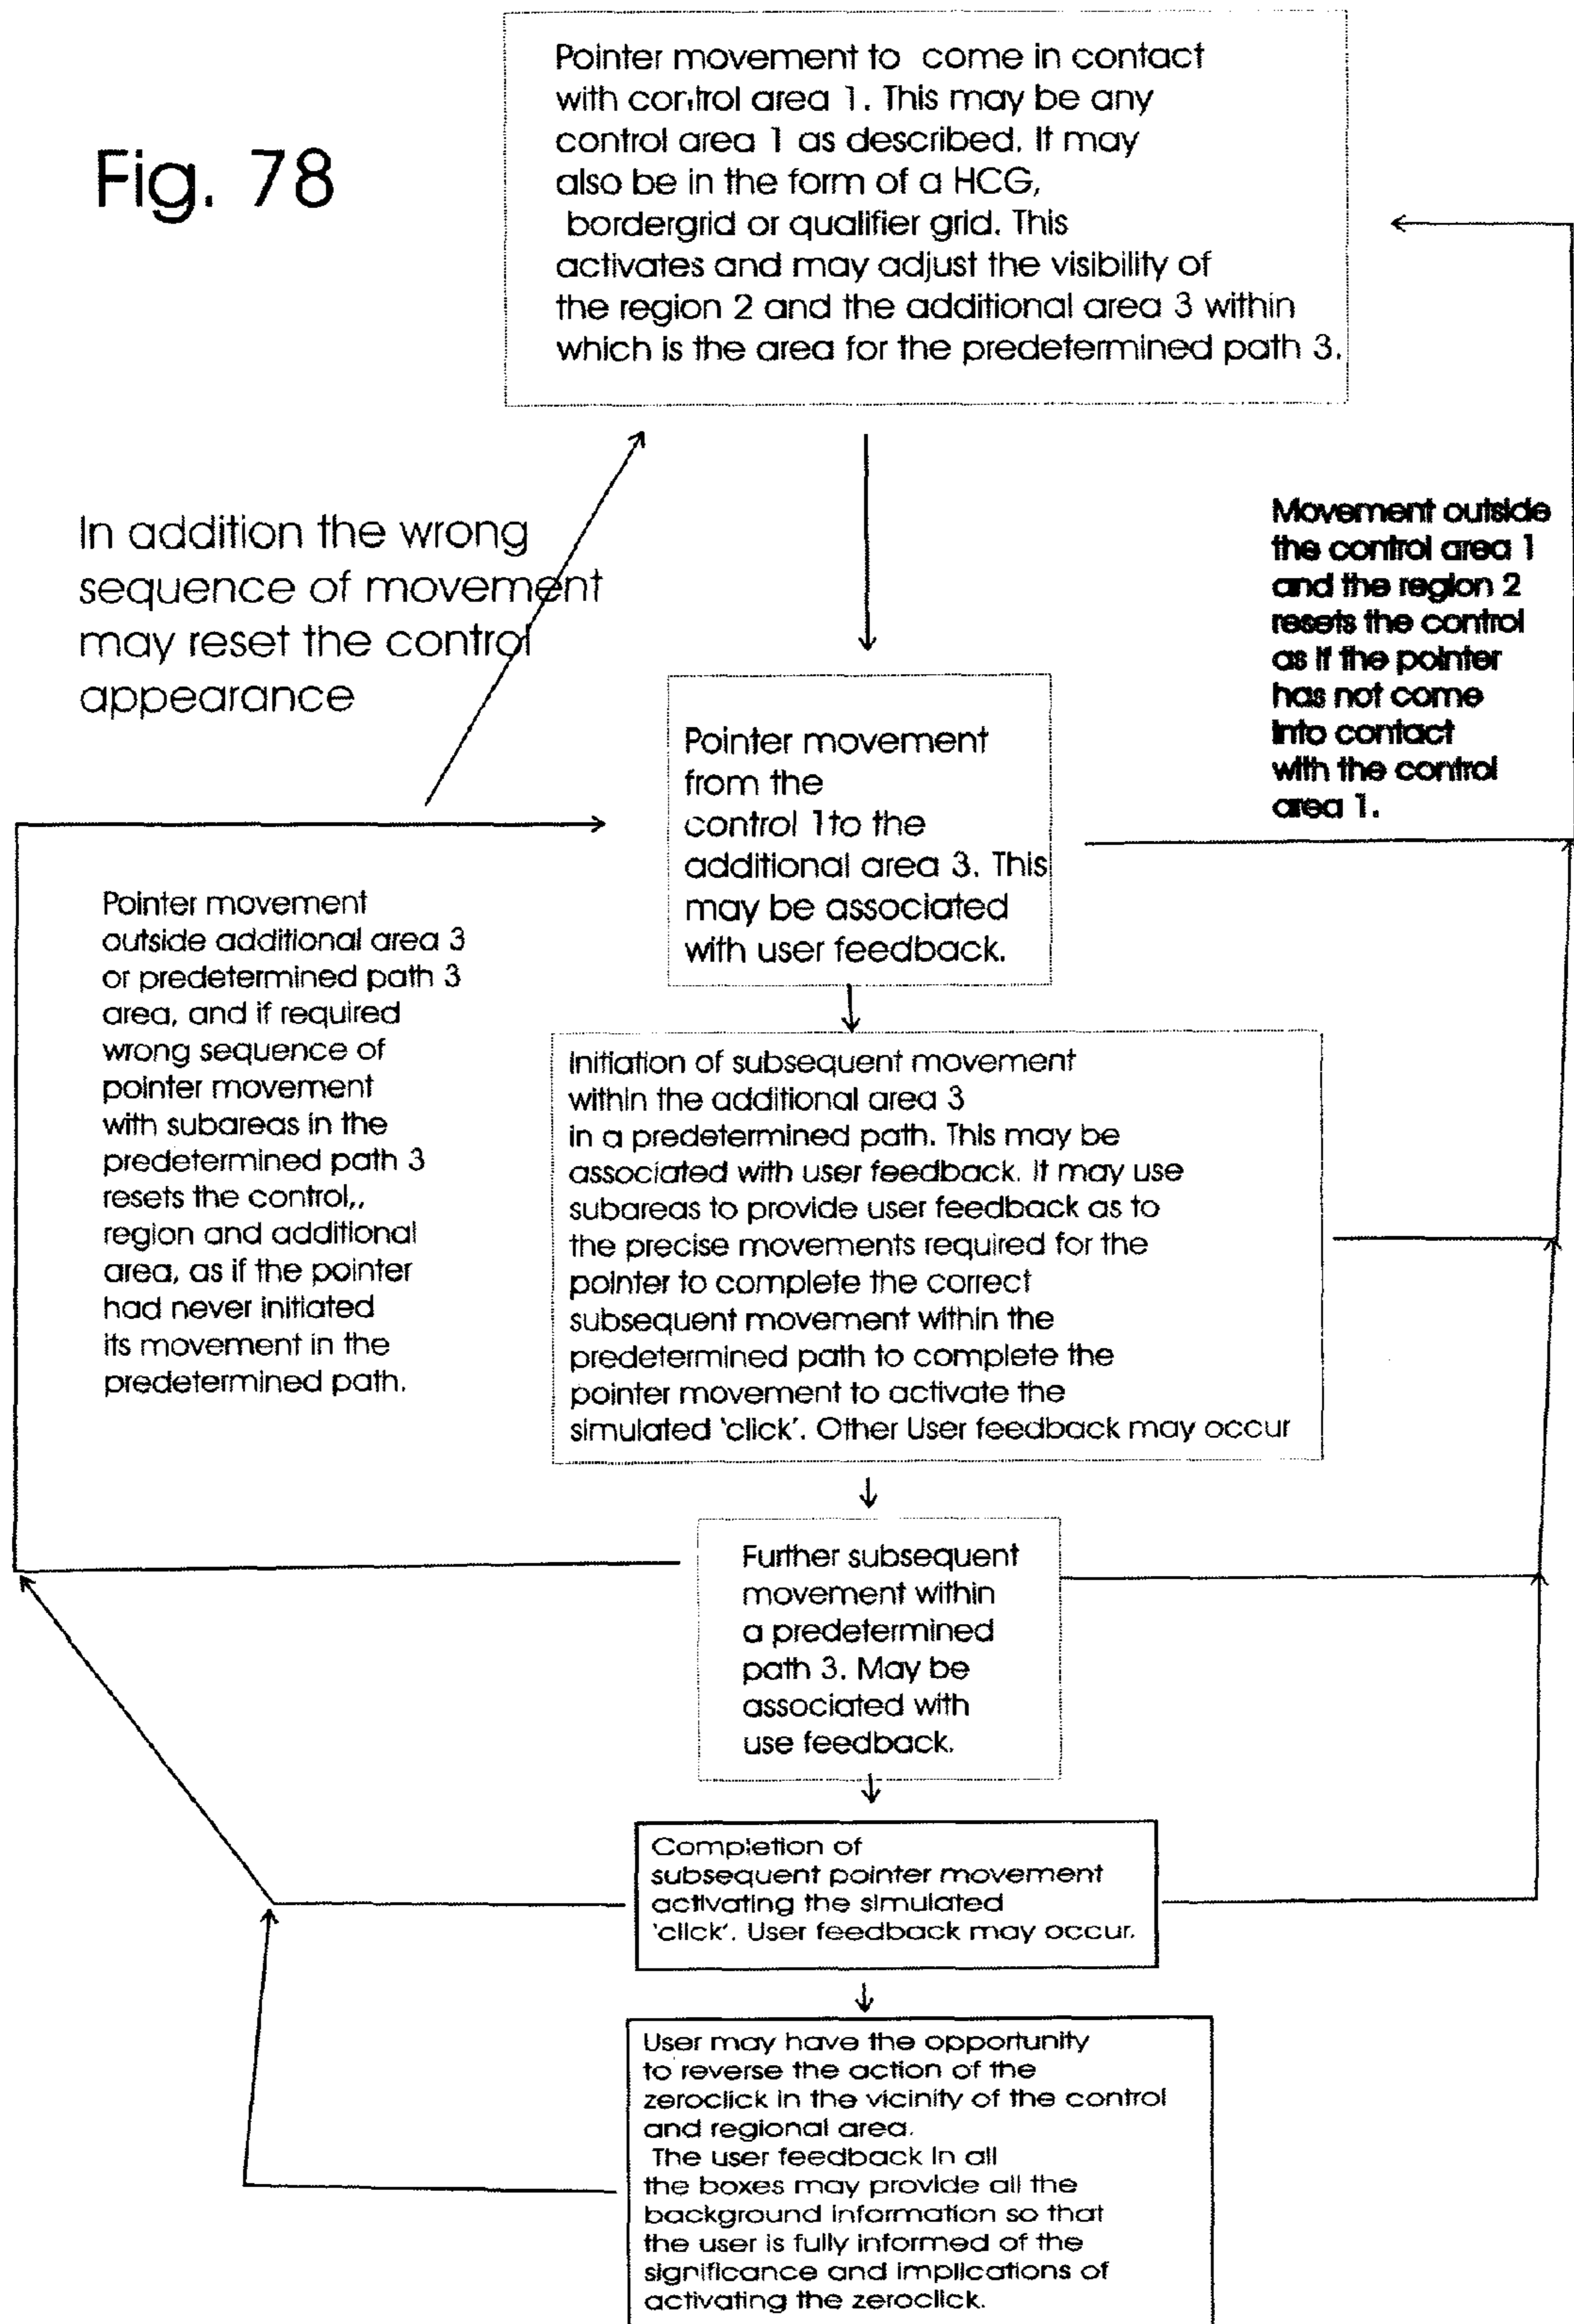 Fig. 78
Pointer movement to come in contact
with control area 1. This may be any
control area 1 as described. It may
also be in the form of a HCG,
bordergrid or qualifier grid. This
activates and may adjust the visibility of
the region 2 and the additional area 3 within
which is the area for the predetermined path 3.
In addition the wrong
sequence of movement
may reset the control
appearance
Movement outside
the control area 1
and the region 2
resets the control
as if the pointer
has not come
into contact
with the control
area 1.
Pointer movement
from the
control 1to the
additional area 3. This
may be associated
with user feedback.
Pointer movement
outside additional area 3
or predetermined path 3
area, and if required
wrong sequence of
pointer movement
with subareas in the
predetermined path 3
resets the control,,
region and additional
area, as if the pointer
had never initiated
its movement in the
predetermined path.
Initiation of subsequent movement
within the additional area 3
in a predetermined path. This may be
associated with user feedback. It may use
subareas to provide user feedback as to
the precise movements required for the
pointer to complete the correct
subsequent movement within the
predetermined path to complete the
pointer movement to activate the
simulated 'click'. Other User feedback may occur
Further subsequent
movement within
a predetermined
path 3. May be
associated with
use feedback.
Completion of
subsequent pointer movement
activating the simulated
'click'. User feedback may occur.
User may have the opportunity
to reverse the action of the
zeroclick in the vicinity of the control
and regional area.
The user feedback in all
the boxes may provide all the
background information so that
the user is fully informed of the
significance and implications of
activating the zeroclick.